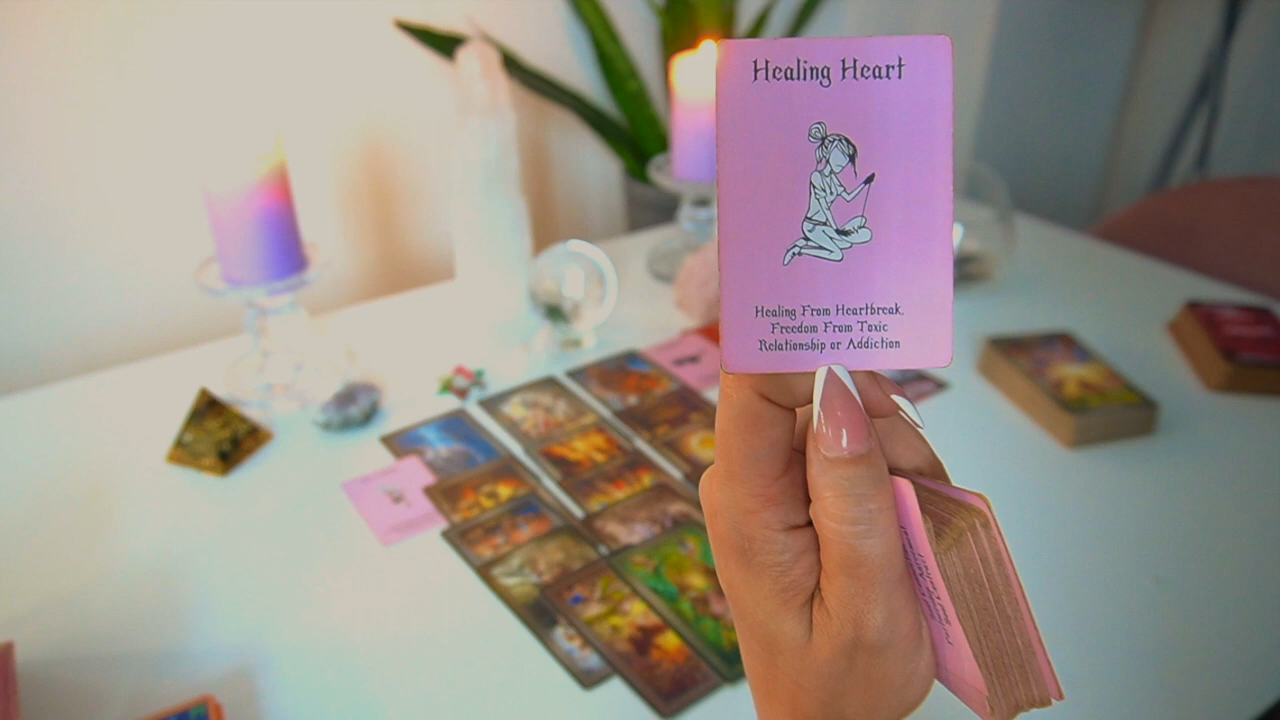 Healing Heart
Healing From Heartbreak,
Freedom From Toxic
Relationship or Addiction